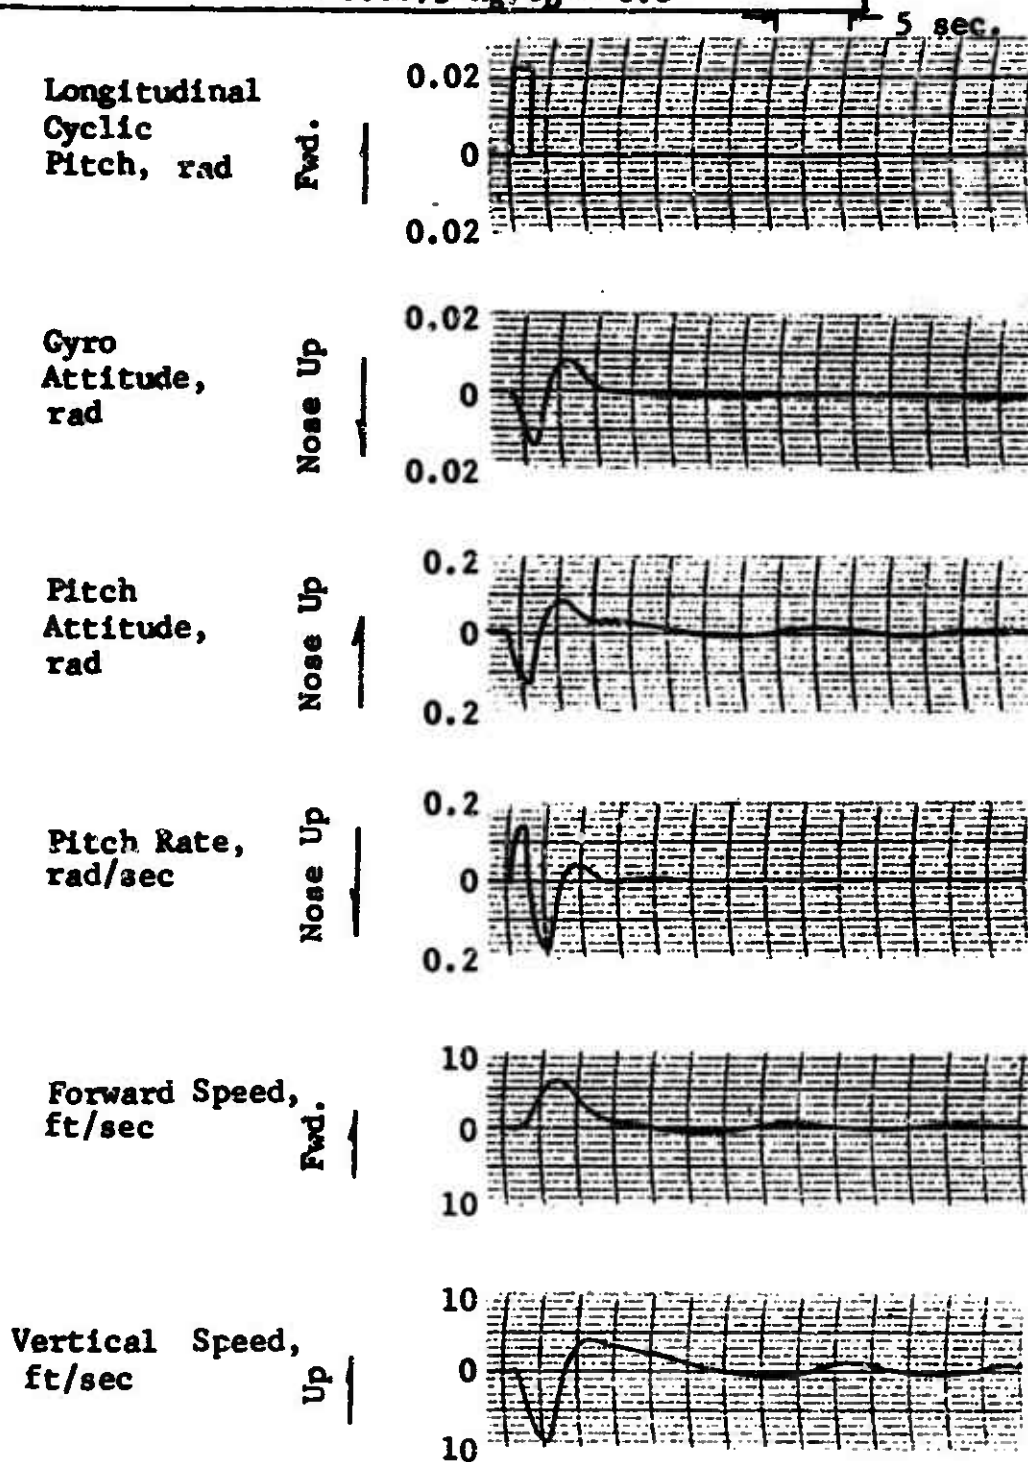 5 sec.
Longitudinal
Cyclic
Pitch, rad
Fwd.
0.02
0
0.02
Gyro
Attitude,
rad
Nose Up
0.02
0
0.02
Pitch
Attitude,
rad
Nose Up
0.2
0
0.2
Pitch Rate,
rad/sec
Nose Up
0.2
0
0.2
Forward Speed,
ft/sec
Fwd.
10
0
10
Vertical Speed,
ft/sec
Up
10
0
10